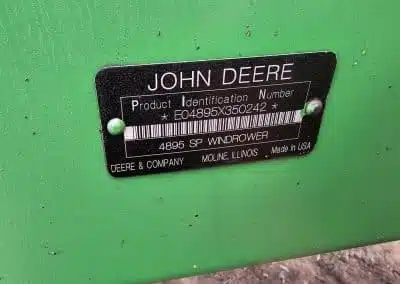 JOHN DEERE
Product Identification Number
* E04895X350242 *
4895 SP WINDROWER
DEERE & COMPANY MOLINE, ILLINOIS Made in USA